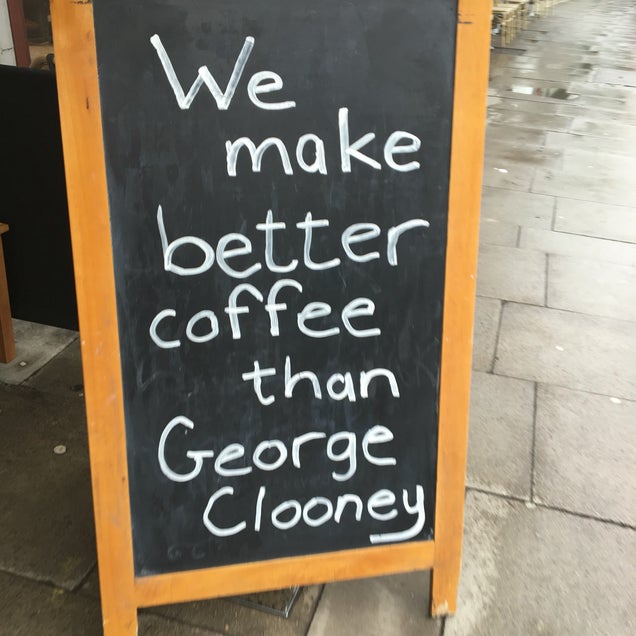 We
make
better
coffee
than
George
Clooney